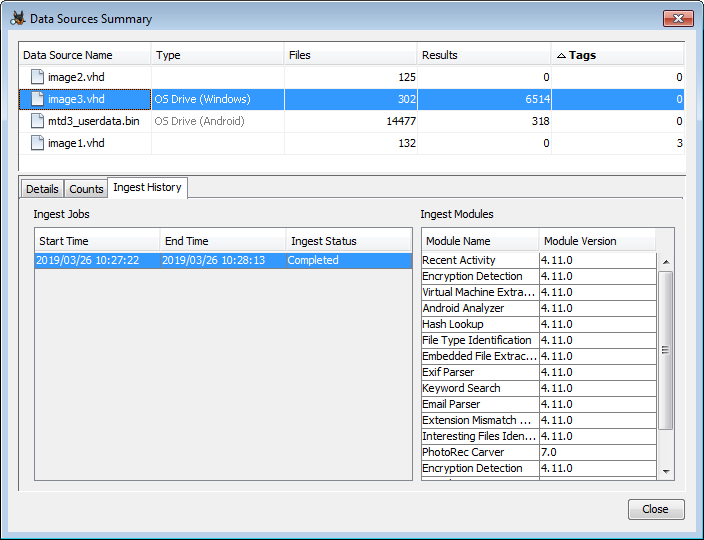 Data Sources Summary
Data Source Name Type Files Results Tags
image2.vhd 125 0 0
image3.vhd OS Drive (Windows) 302 6514 0
mtd3_userdata.bin OS Drive (Android) 14477 318 0
image1.vhd 132 0 3
Details Counts Ingest History
Ingest Jobs
Start Time End Time Ingest Status
2019/03/26 10:27:22 2019/03/26 10:28:13 Completed
Ingest Modules
Module Name Module Version
Recent Activity 4.11.0
Encryption Detection 4.11.0
Virtual Machine Extra... 4.11.0
Android Analyzer 4.11.0
Hash Lookup 4.11.0
File Type Identification 4.11.0
Embedded File Extrac... 4.11.0
Exif Parser 4.11.0
Keyword Search 4.11.0
Email Parser 4.11.0
Extension Mismatch ... 4.11.0
Interesting Files Iden... 4.11.0
PhotoRec Carver 7.0
Encryption Detection 4.11.0
Close